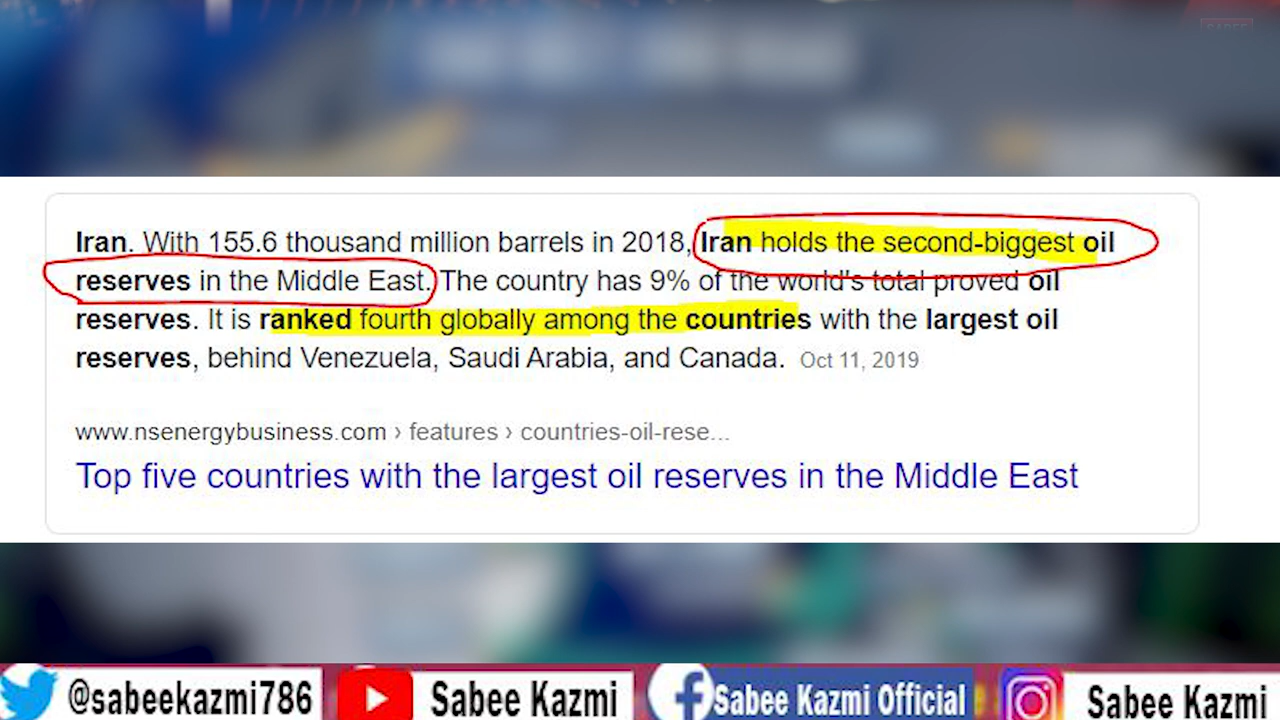 Iran. With 155.6 thousand million barrels in 2018, Iran holds the second-biggest oil
reserves in the Middle East. The country has 9% of the world's total proved oil
reserves. It is ranked fourth globally among the countries with the largest oil
reserves, behind Venezuela, Saudi Arabia, and Canada. Oct 11, 2019
www.nsenergybusiness.com › features › countries-oil-rese...
Top five countries with the largest oil reserves in the Middle East
@sabeekazmi786 Sabee Kazmi Sabee Kazmi Official Sabee Kazmi